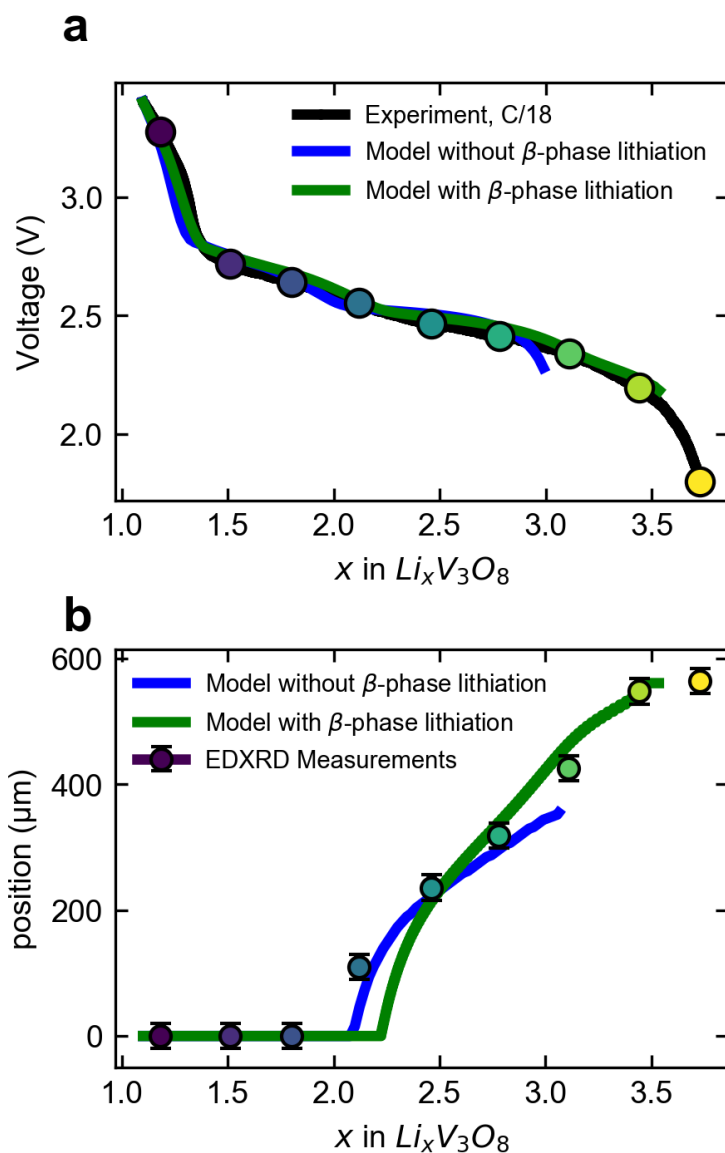 a
Experiment, C/18
Model without β-phase lithiation
Model with β-phase lithiation
Voltage (V)
3.0
2.5
2.0
1.0 1.5 2.0 2.5 3.0 3.5
x in LixV3O8
b
Model without β-phase lithiation
Model with β-phase lithiation
EDXRD Measurements
position (μm)
600
400
200
0
1.0 1.5 2.0 2.5 3.0 3.5
x in LixV3O8